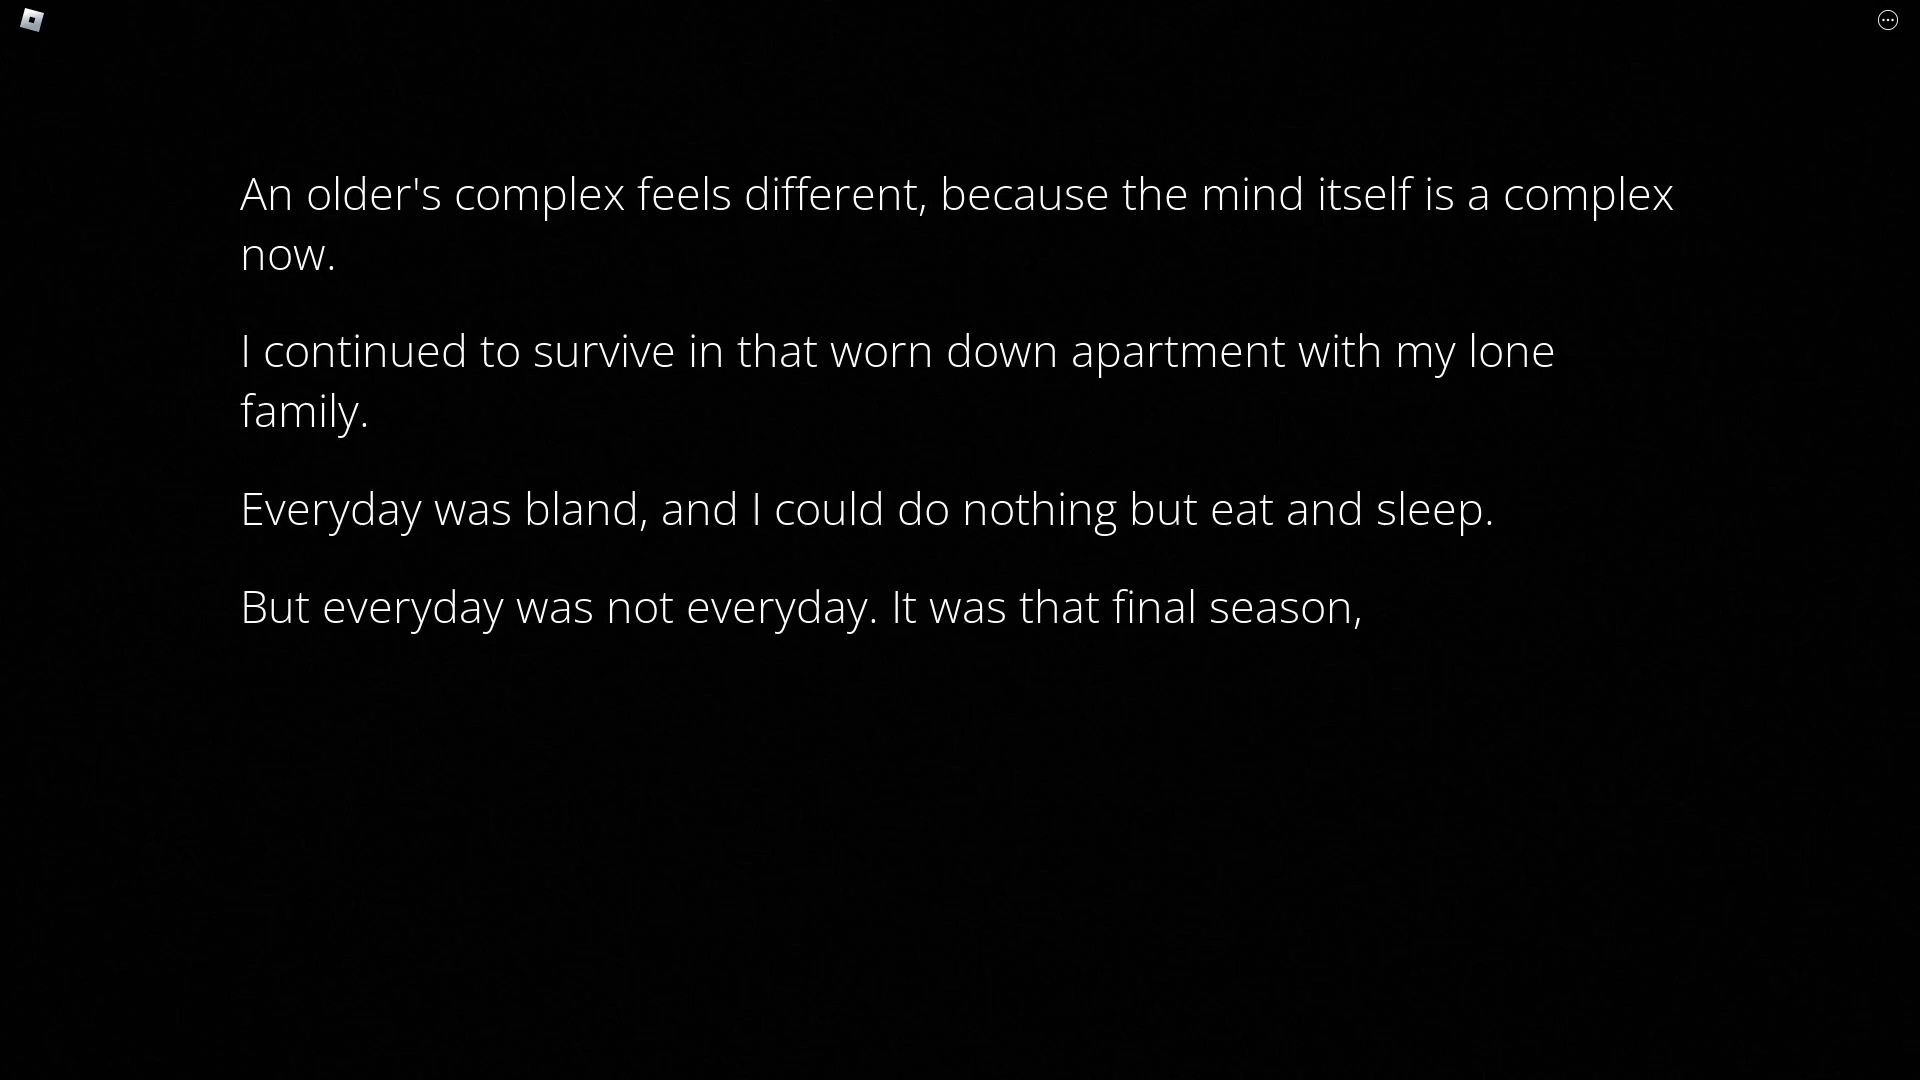 An older's complex feels different, because the mind itself is a complex
now.
I continued to survive in that worn down apartment with my lone
family.
Everyday was bland, and I could do nothing but eat and sleep.
But everyday was not everyday. It was that final season,